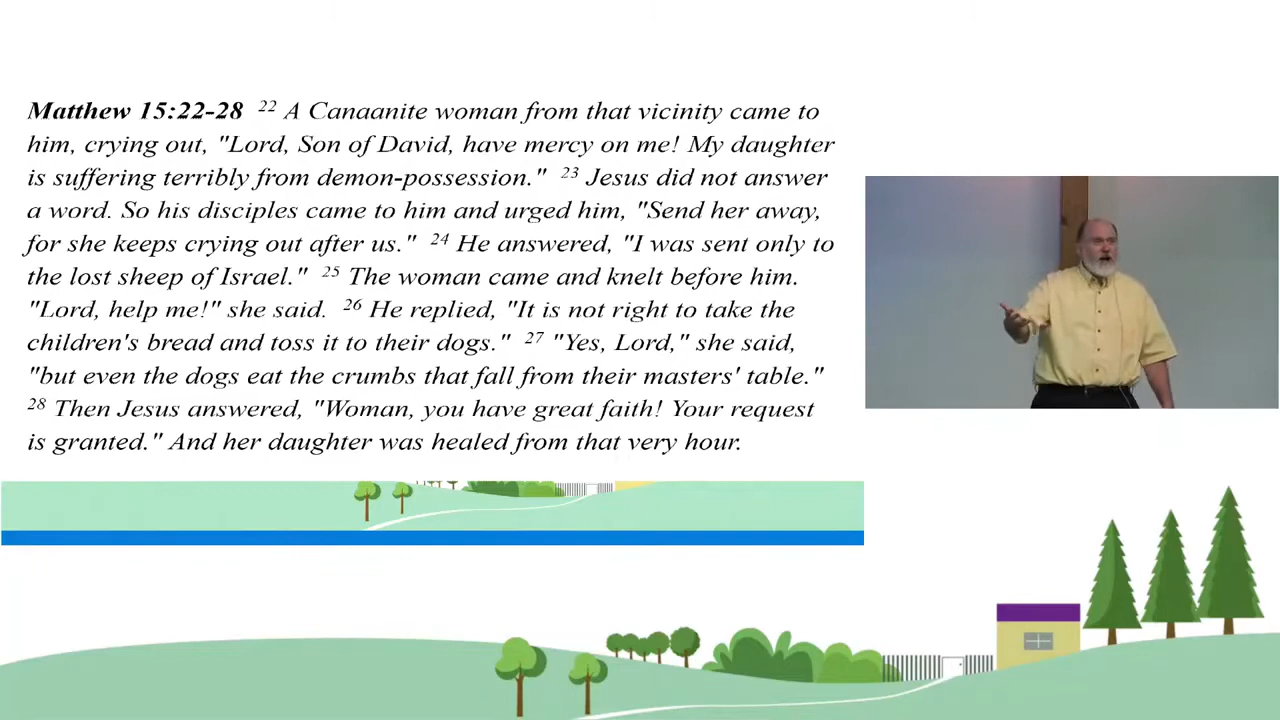 Matthew 15:22-28 22 A Canaanite woman from that vicinity came to
him, crying out, "Lord, Son of David, have mercy on me! My daughter
is suffering terribly from demon-possession." 23 Jesus did not answer
a word. So his disciples came to him and urged him, "Send her away,
for she keeps crying out after us." 24 He answered, "I was sent only to
the lost sheep of Israel." 25 The woman came and knelt before him.
"Lord, help me!" she said. 26 He replied, "It is not right to take the
children's bread and toss it to their dogs." 27 "Yes, Lord," she said,
"but even the dogs eat the crumbs that fall from their masters' table."
28 Then Jesus answered, "Woman, you have great faith! Your request
is granted." And her daughter was healed from that very hour.